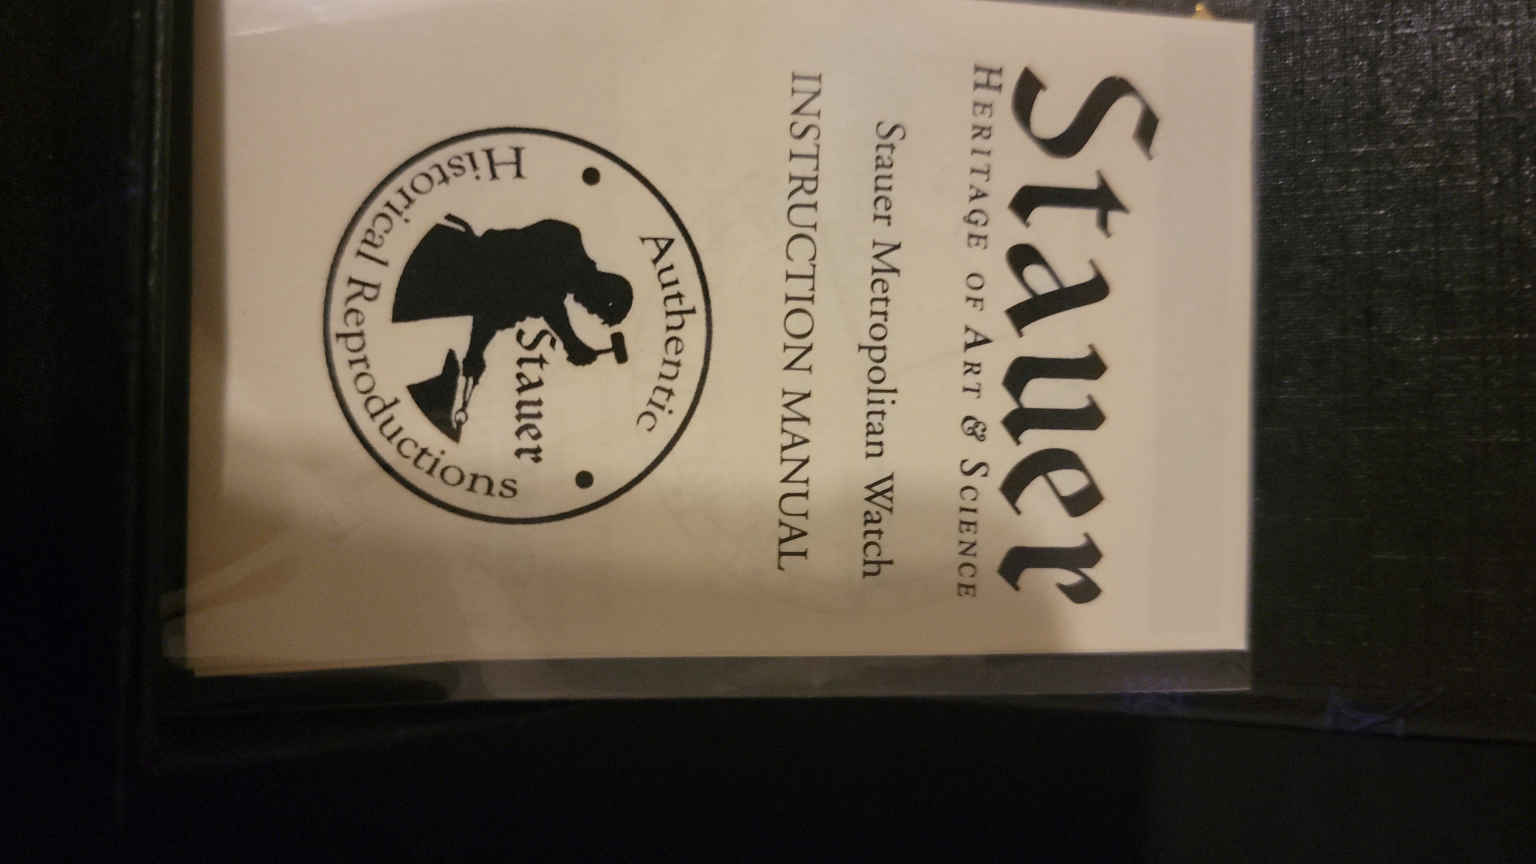 Stauer
HERITAGE OF ART & SCIENCE
Stauer Metropolitan Watch
INSTRUCTION MANUAL
Authentic
Stauer
Historical Reproductions